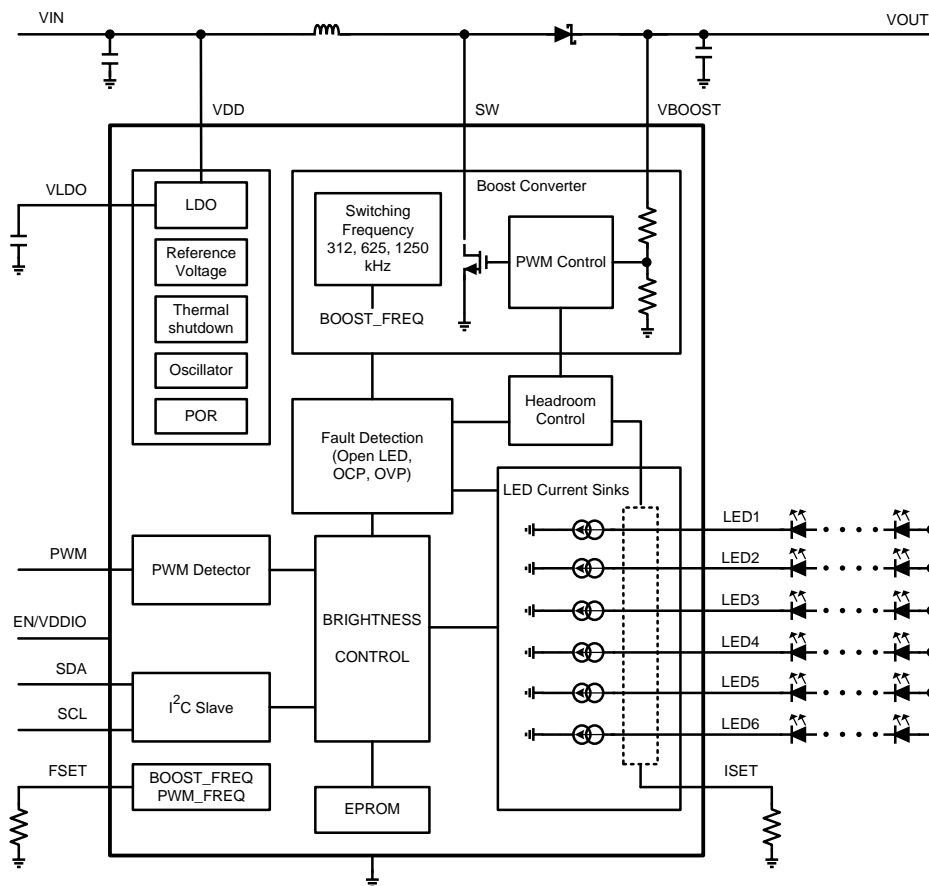 VIN
VOUT
VDD
SW
VBOOST
VLDO
LDO
Reference
Voltage
Thermal
shutdown
Oscillator
POR
Boost Converter
Switching
Frequency
312, 625, 1250
kHz
BOOST_FREQ
PWM Control
Headroom
Control
Fault Detection
(Open LED,
OCP, OVP)
LED Current Sinks
LED1
LED2
LED3
LED4
LED5
LED6
PWM
PWM Detector
EN/VDDIO
BRIGHTNESS
CONTROL
SDA
I²C Slave
SCL
FSET
BOOST_FREQ
PWM_FREQ
EPROM
ISET